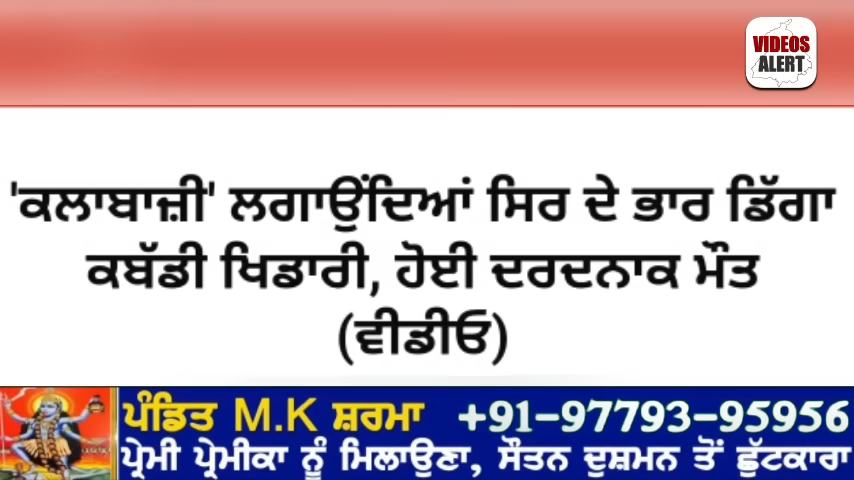 VIDEOS
ALERT
'ਕਲਾਬਾਜ਼ੀ' ਲਗਾਉਂਦਿਆਂ ਸਿਰ ਦੇ ਭਾਰ ਡਿੱਗਾ
ਕਬੱਡੀ ਖਿਡਾਰੀ, ਹੋਈ ਦਰਦਨਾਕ ਮੌਤ
(ਵੀਡੀਓ)
ਪੰਡਿਤ M.K ਸ਼ਰਮਾ +91-97793-95956
ਪ੍ਰੇਮੀ ਪ੍ਰੇਮੀਕਾ ਨੂੰ ਮਿਲਾਉਣਾ, ਸੌਤਨ ਦੁਸ਼ਮਨ ਤੋਂ ਛੁੱਟਕਾਰਾ